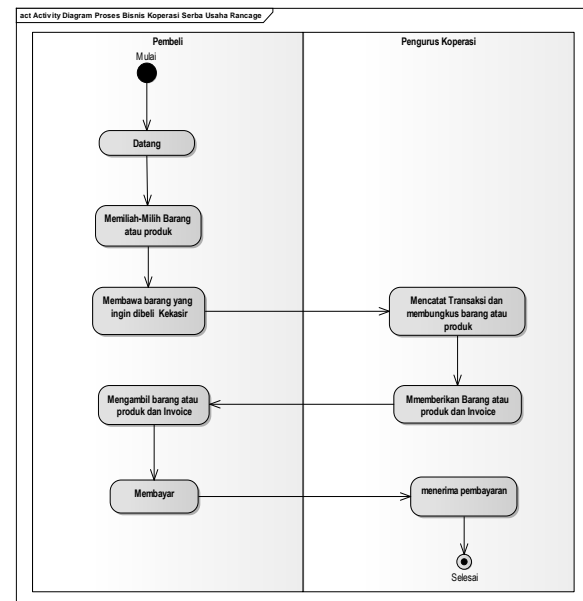 act Activity Diagram Proses Bisnis Koperasi Serba Usaha Rancage
Pembeli
Pengurus Koperasi
Mulai
Datang
Memiliah-Milih Barang
atau produk
Membawa barang yang
ingin dibeli Kekasir
Mencatat Transaksi dan
membungkus barang atau
produk
Mmemberikan Barang atau
produk dan Invoice
Mengambil barang atau
produk dan Invoice
Membayar
menerima pembayaran
Selesai